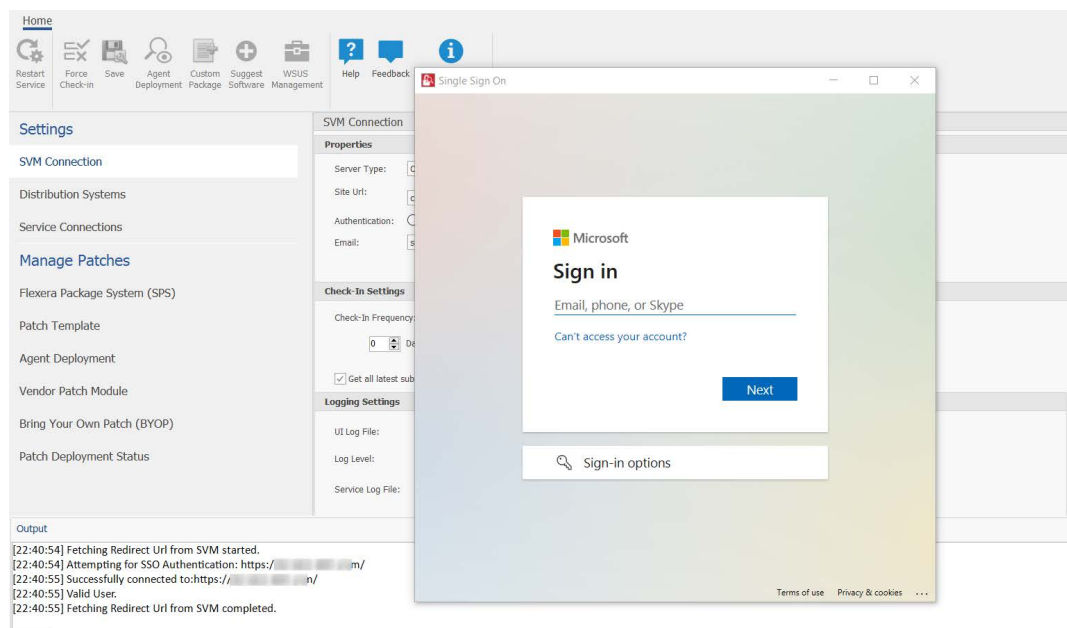 Home
Restart Service
Force Check-in
Save
Agent Deployment
Custom Package
Suggest Software
WSUS Management
Help
Feedback
Single Sign On
Settings
SVM Connection
Distribution Systems
Service Connections
Manage Patches
Flexera Package System (SPS)
Patch Template
Agent Deployment
Vendor Patch Module
Bring Your Own Patch (BYOP)
Patch Deployment Status
SVM Connection
Properties
Server Type:
Site Url:
Authentication:
Email:
Check-In Settings
Check-In Frequency:
0
Get all latest sub
Logging Settings
UI Log File:
Log Level:
Service Log File:
Microsoft
Sign in
Email, phone, or Skype
Can't access your account?
Next
Sign-in options
Terms of use Privacy & cookies ...
Output
[22:40:54] Fetching Redirect Url from SVM started.
[22:40:54] Attempting for SSO Authentication: https:/ m/
[22:40:55] Successfully connected to:https:// n/
[22:40:55] Valid User.
[22:40:55] Fetching Redirect Url from SVM completed.